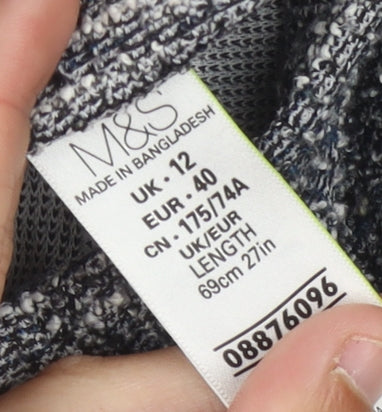 M&S
MADE IN BANGLADESH
UK • 12
EUR • 40
CN • 175/74A
UK/EUR
LENGTH
69cm 27in
08876096